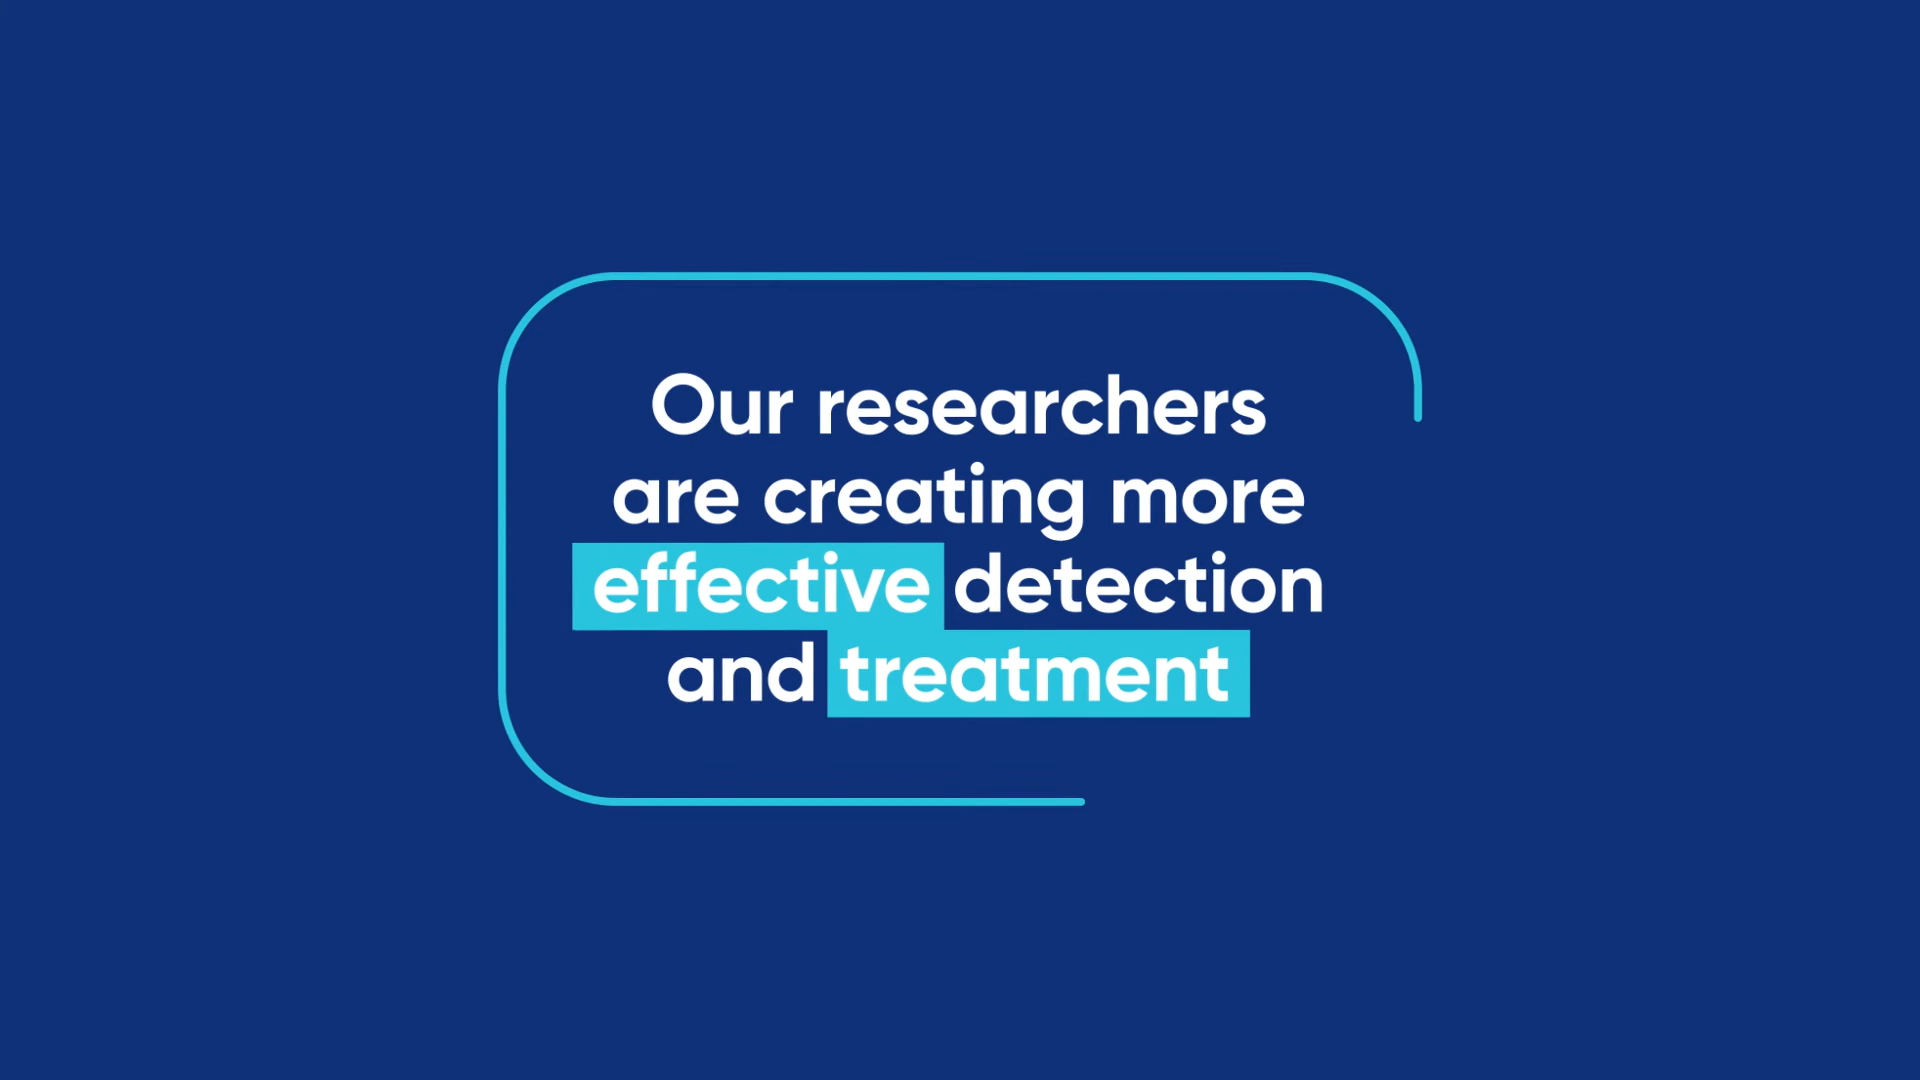 Our researchers
are creating more
effective detection
and treatment